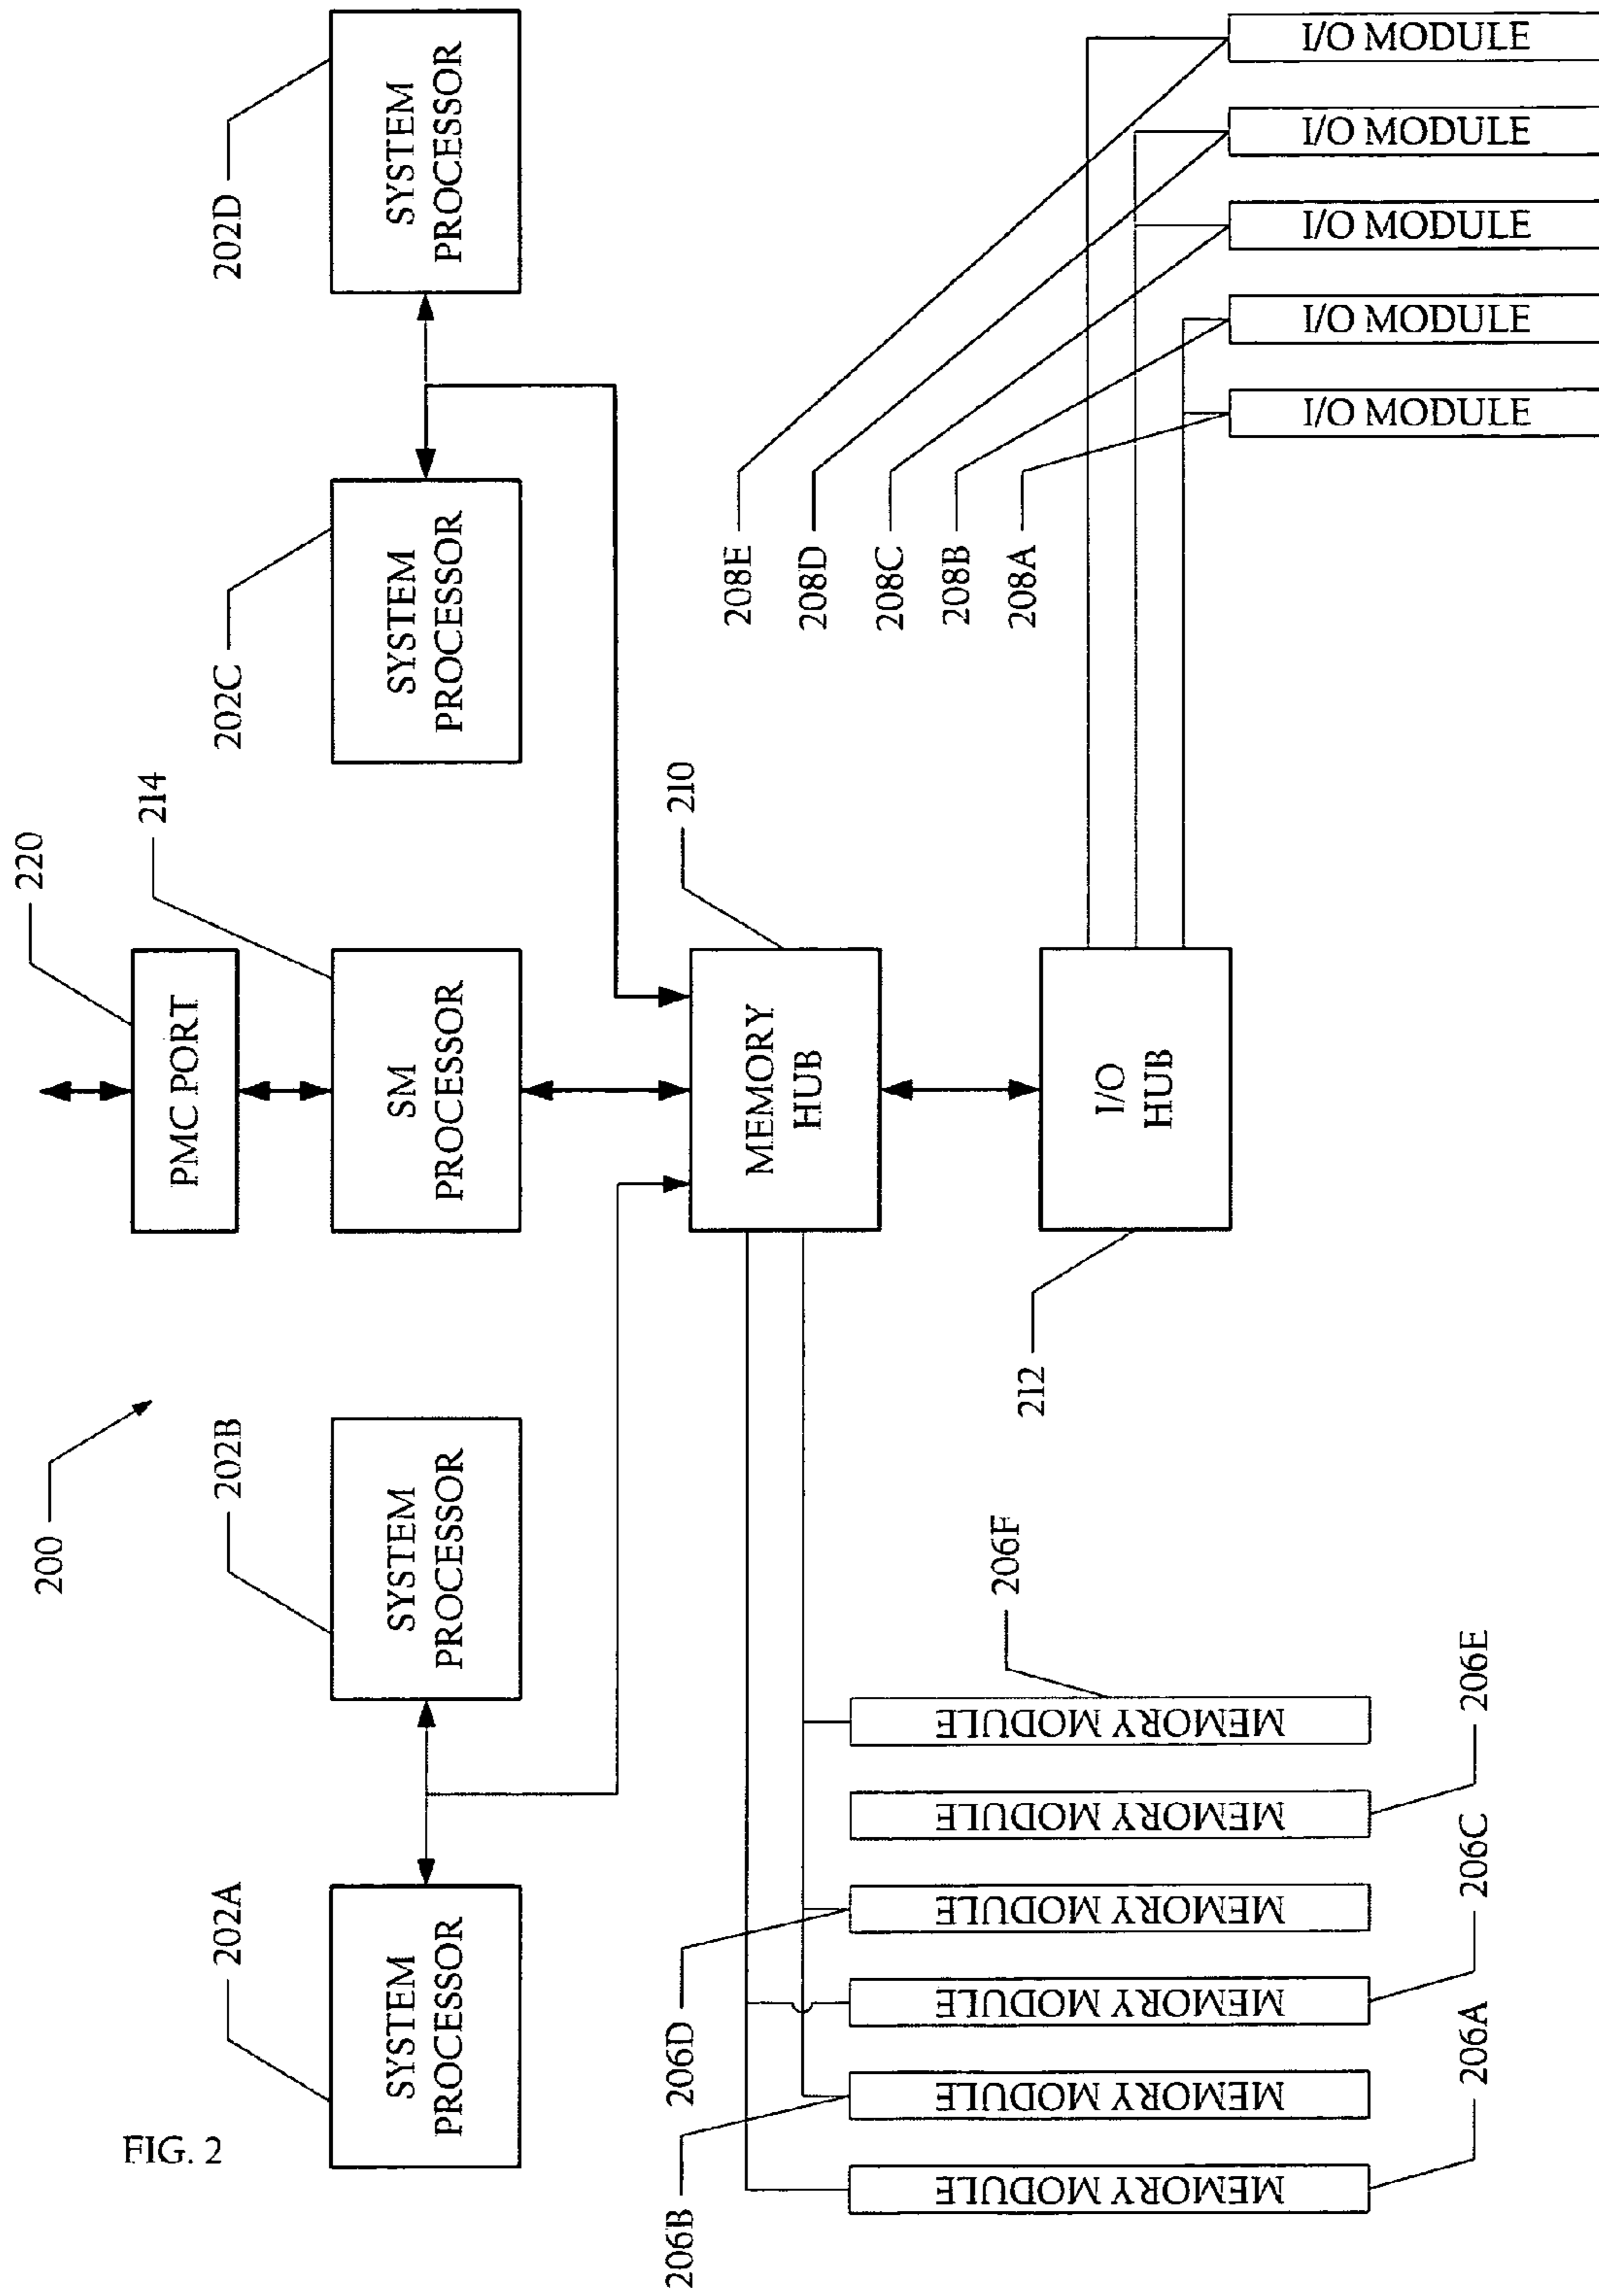 FIG. 2
200
220
PMC PORT
214
202A
SYSTEM
PROCESSOR
202B
SYSTEM
PROCESSOR
SM
PROCESSOR
202C
SYSTEM
PROCESSOR
202D
SYSTEM
PROCESSOR
210
MEMORY
HUB
206B
206D
208E
208D
208C
208B
208A
MEMORY MODULE
MEMORY MODULE
MEMORY MODULE
MEMORY MODULE
MEMORY MODULE
MEMORY MODULE
206F
212
I/O
HUB
206A
206C
206E
I/O MODULE
I/O MODULE
I/O MODULE
I/O MODULE
I/O MODULE